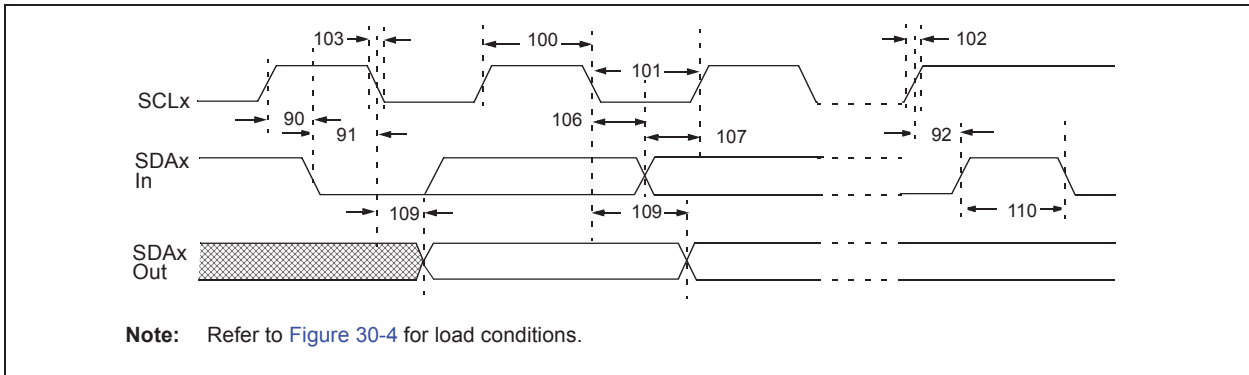 103 100 102
101
SCLx
90 91 106 107 92
SDAx
In
109 109 110
SDAx
Out
Note: Refer to Figure 30-4 for load conditions.